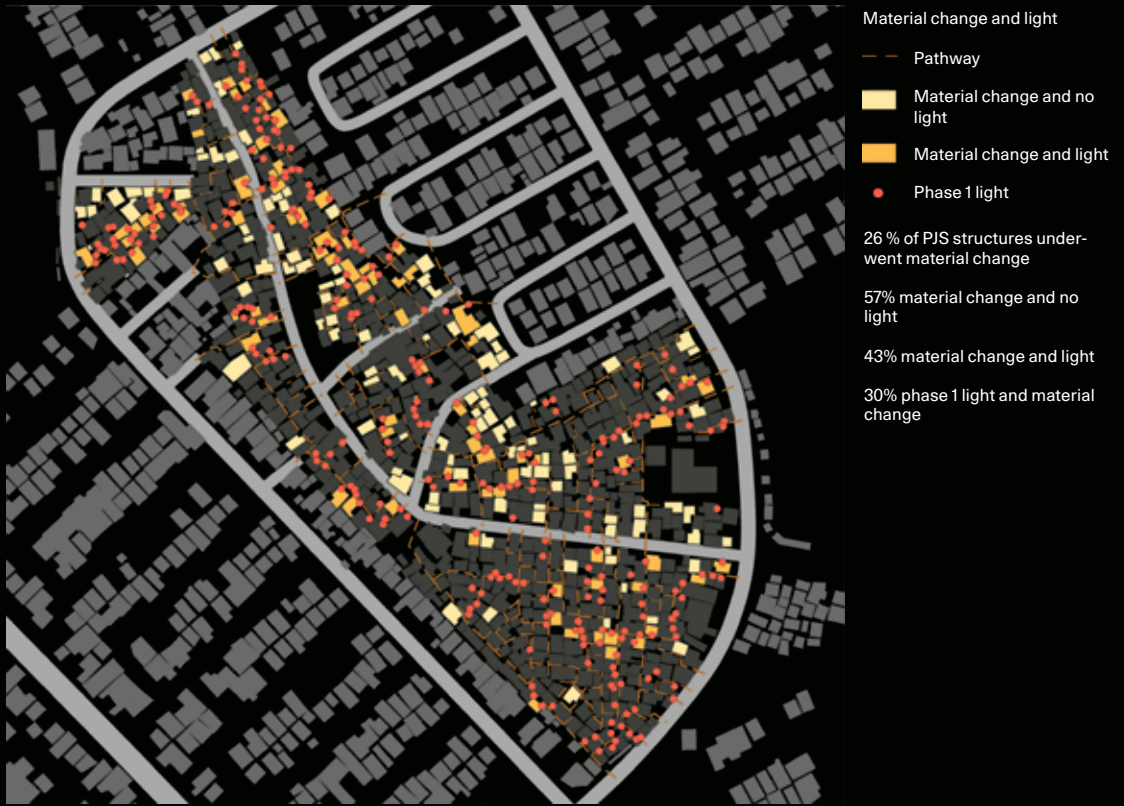 Material change and light
Pathway
Material change and no
light
Material change and light
Phase 1 light
26 % of PJS structures under-
went material change
57% material change and no
light
43% material change and light
30% phase 1 light and material
change